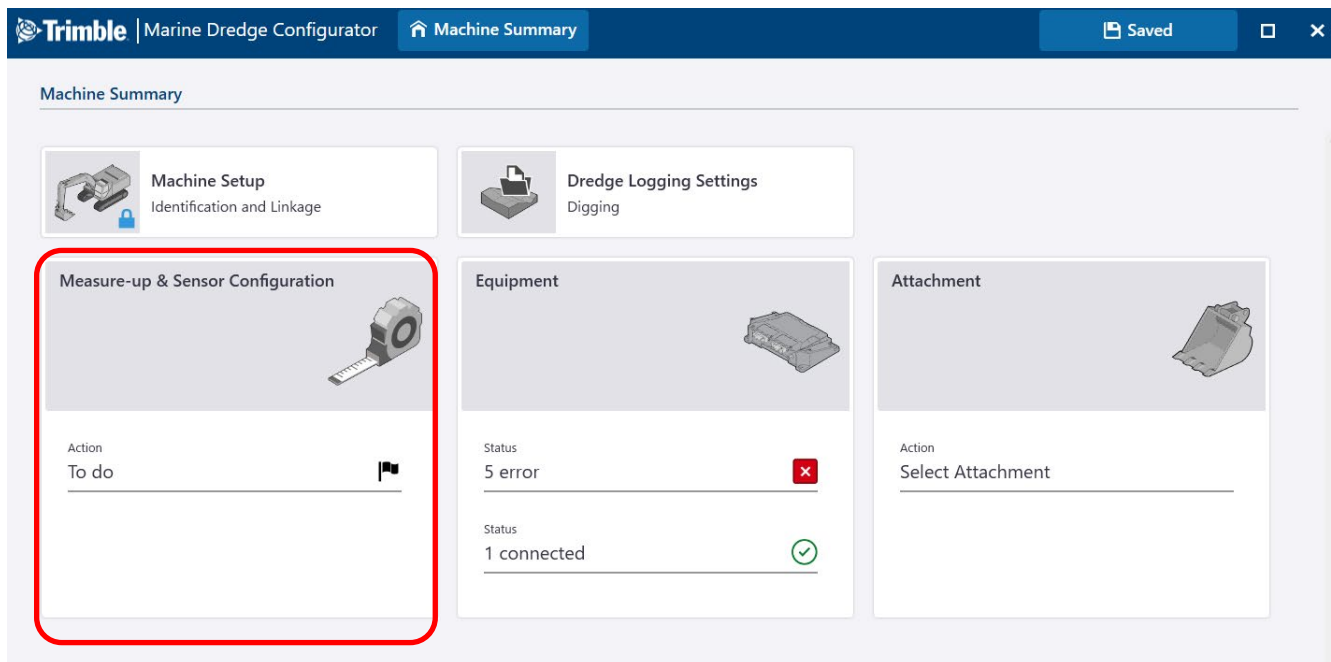 Trimble Marine Dredge Configurator Machine Summary Saved
Machine Summary
Machine Setup
Identification and Linkage
Dredge Logging Settings
Digging
Measure-up & Sensor Configuration
Action
To do
Equipment
Status
5 error
Status
1 connected
Attachment
Action
Select Attachment